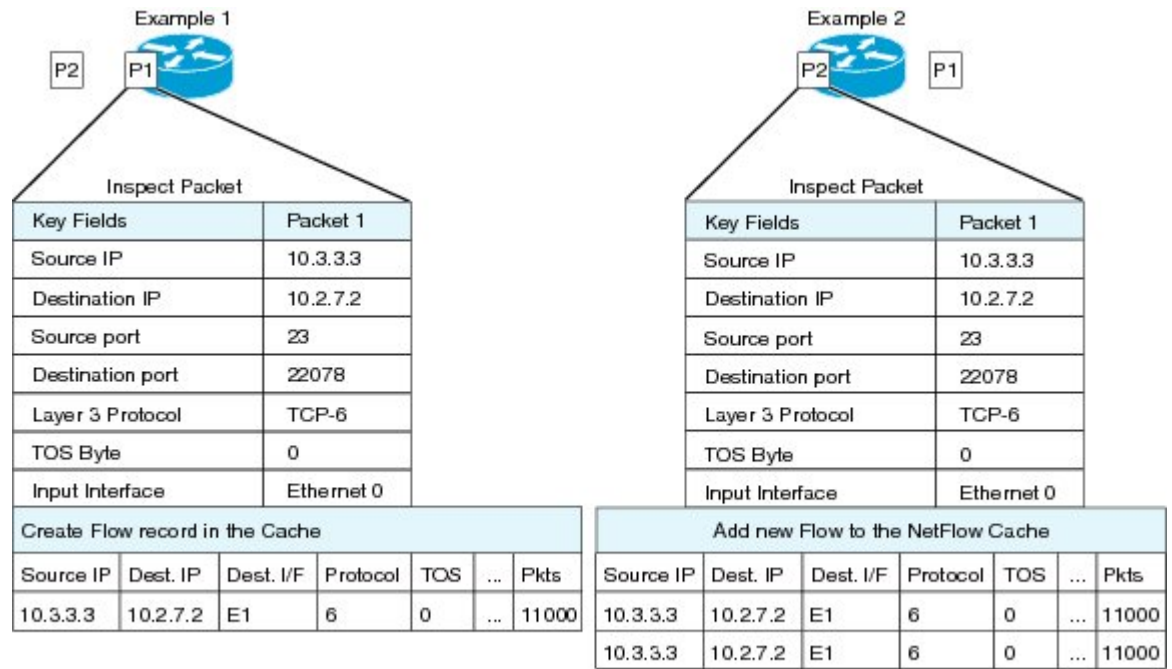 Example 1
P2
P1
Inspect Packet
Key Fields Packet 1
Source IP 10.3.3.3
Destination IP 10.2.7.2
Source port 23
Destination port 22078
Layer 3 Protocol TCP-6
TOS Byte 0
Input Interface Ethernet 0
Create Flow record in the Cache
Source IP Dest. IP Dest. I/F Protocol TOS ... Pkts
10.3.3.3 10.2.7.2 E1 6 0 ... 11000
Example 2
P2
P1
Inspect Packet
Key Fields Packet 1
Source IP 10.3.3.3
Destination IP 10.2.7.2
Source port 23
Destination port 22078
Layer 3 Protocol TCP-6
TOS Byte 0
Input Interface Ethernet 0
Add new Flow to the NetFlow Cache
Source IP Dest. IP Dest. I/F Protocol TOS ... Pkts
10.3.3.3 10.2.7.2 E1 6 0 ... 11000
10.3.3.3 10.2.7.2 E1 6 0 ... 11000